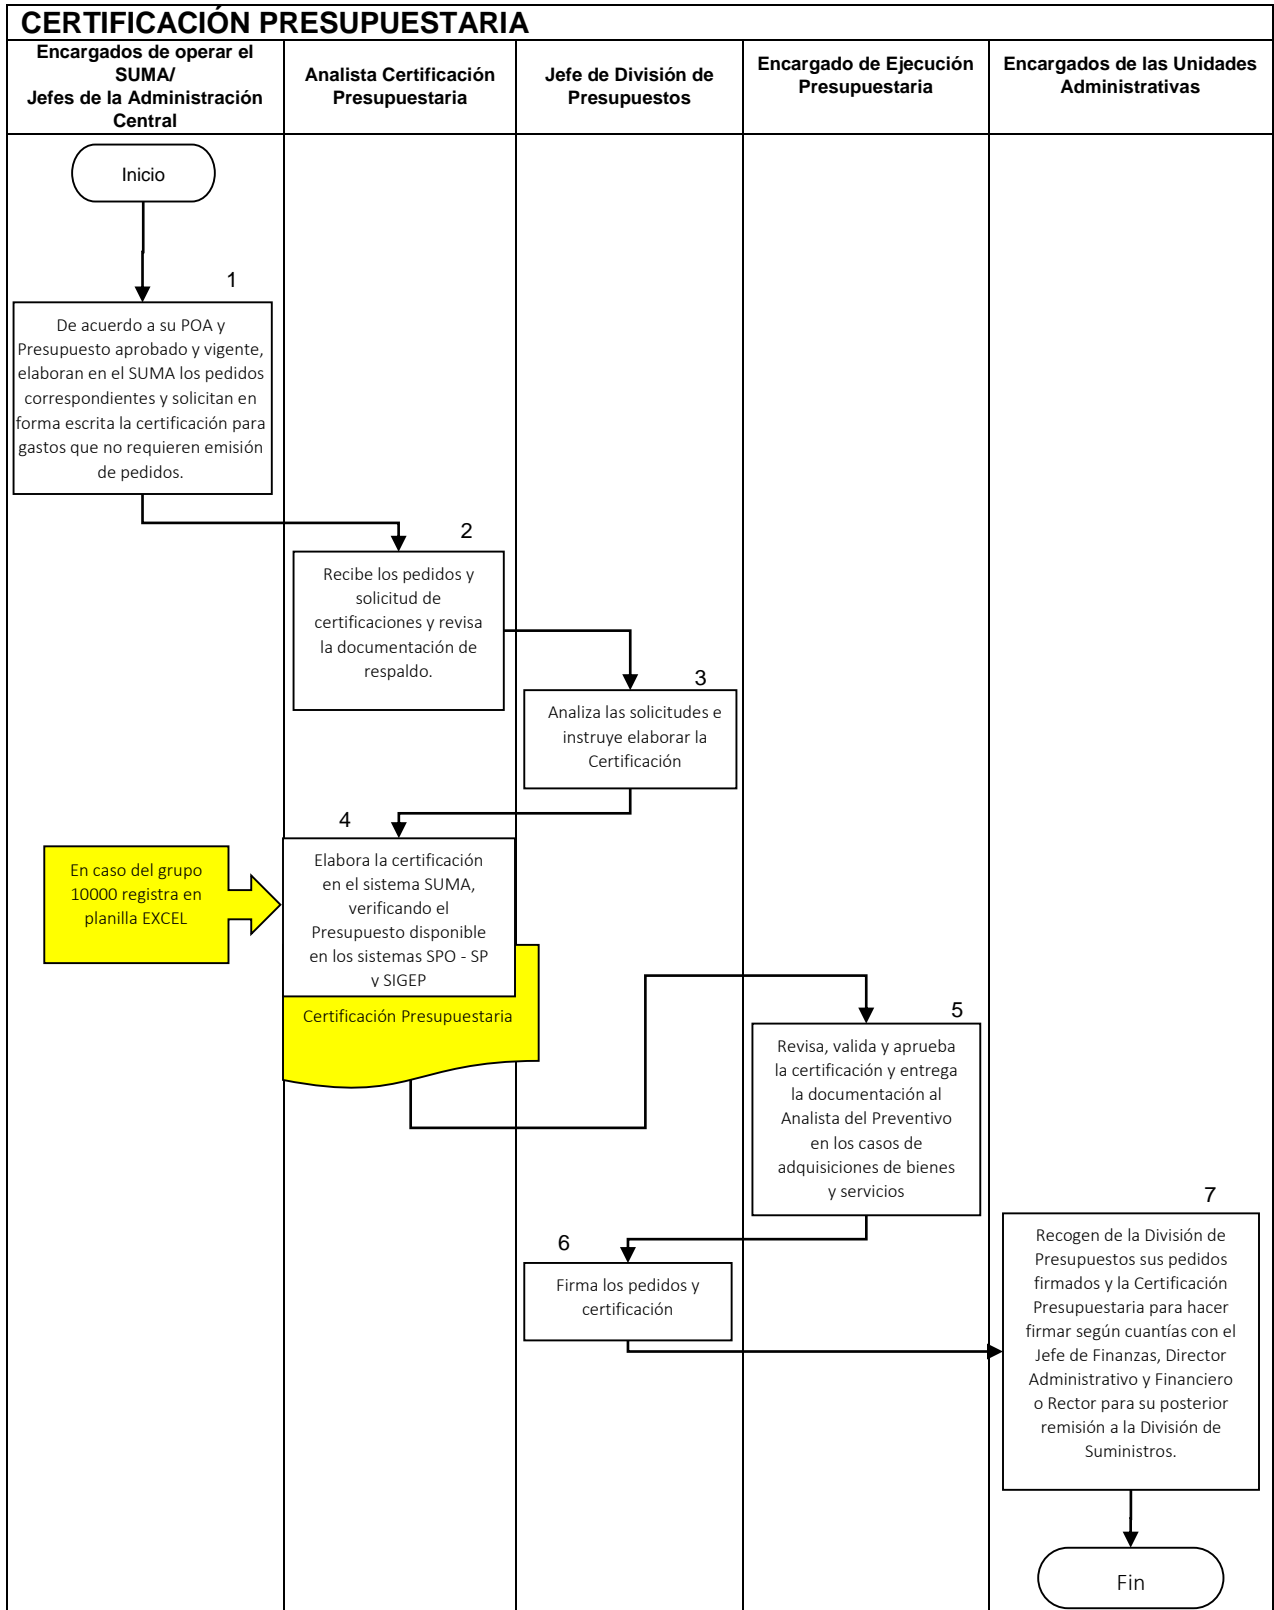 CERTIFICACIÓN PRESUPUESTARIA
Encargados de operar el
SUMA/
Jefes de la Administración
Central
Analista Certificación
Presupuestaria
Jefe de División de
Presupuestos
Encargado de Ejecución
Presupuestaria
Encargados de las Unidades
Administrativas
Inicio
1
De acuerdo a su POA y
Presupuesto aprobado y vigente,
elaboran en el SUMA los pedidos
correspondientes y solicitan en
forma escrita la certificación para
gastos que no requieren emisión
de pedidos.
2
Recibe los pedidos y
solicitud de
certificaciones y revisa
la documentación de
respaldo.
3
Analiza las solicitudes e
instruye elaborar la
Certificación
4
En caso del grupo
10000 registra en
planilla EXCEL
Elabora la certificación
en el sistema SUMA,
verificando el
Presupuesto disponible
en los sistemas SPO - SP
y SIGEP
Certificación Presupuestaria
5
Revisa, valida y aprueba
la certificación y entrega
la documentación al
Analista del Preventivo
en los casos de
adquisiciones de bienes
y servicios
6
Firma los pedidos y
certificación
7
Recogen de la División de
Presupuestos sus pedidos
firmados y la Certificación
Presupuestaria para hacer
firmar según cuantías con el
Jefe de Finanzas, Director
Administrativo y Financiero
o Rector para su posterior
remisión a la División de
Suministros.
Fin